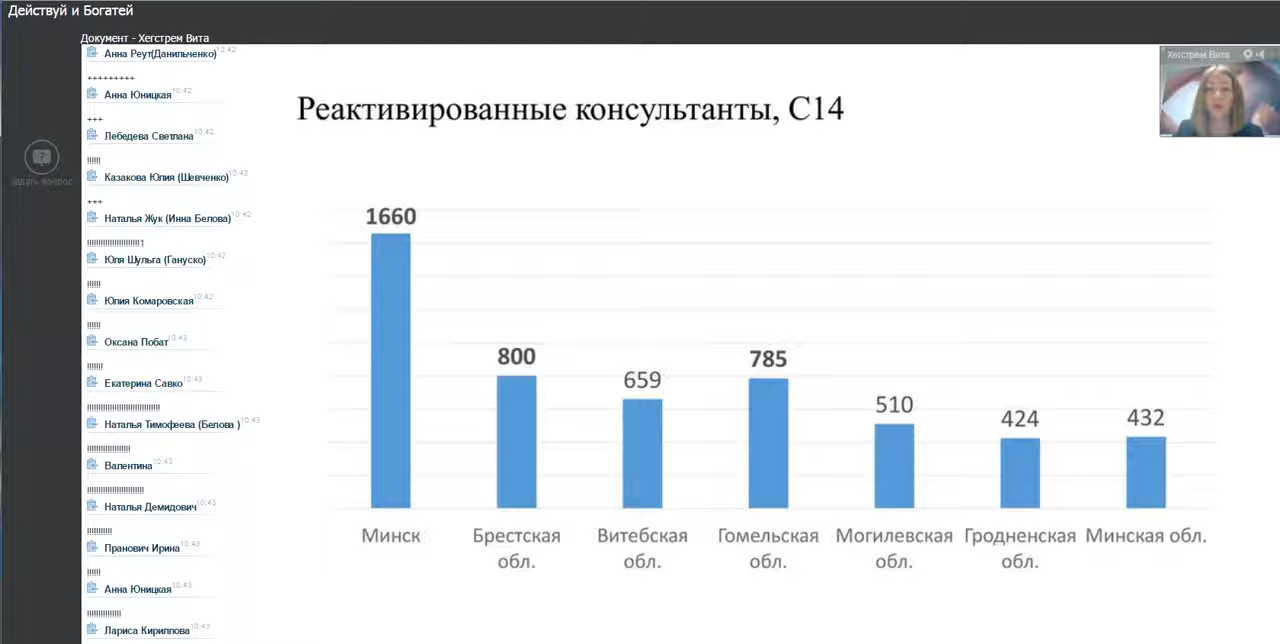 Действуй и Богатей
Документ - Хегстрем Вита
Анна Реут(Данильченко) 10:42
+++++++++
Анна Юницкая 10:42
+++
Лебедева Светлана 10:42
!!!!!!
Казакова Юлия (Шевченко) 10:42
+++
Наталья Жук (Инна Белова) 10:42
!!!!!!!!!!!!!!!!!!!!!!!1
Юля Шульга (Гануско) 10:42
!!!!!!
Юлия Комаровская 10:42
!!!!!!
Оксана Побат 10:43
!!!!!!!
Екатерина Савко 10:43
!!!!!!!!!!!!!!!!!!!!!!!!!!!!!!!!
Наталья Тимофеева (Белова ) 10:43
!!!!!!!!!!!!!!!!!!!
Валентина 10:43
!!!!!!!!!!!!!!!!!!!!!!!!!
Наталья Демидович 10:43
!!!!!!!!!!!
Пранович Ирина 10:43
!!!!!!
Анна Юницкая 10:43
!!!!!!!!!!!!!!!
Лариса Кириллова 10:43
задать вопрос
Хегстрем Вита
Реактивированные консультанты, С14
1660
800
659
785
510
424
432
Минск
Брестская
обл.
Витебская
обл.
Гомельская
обл.
Могилевская
обл.
Гродненская
обл.
Минская обл.